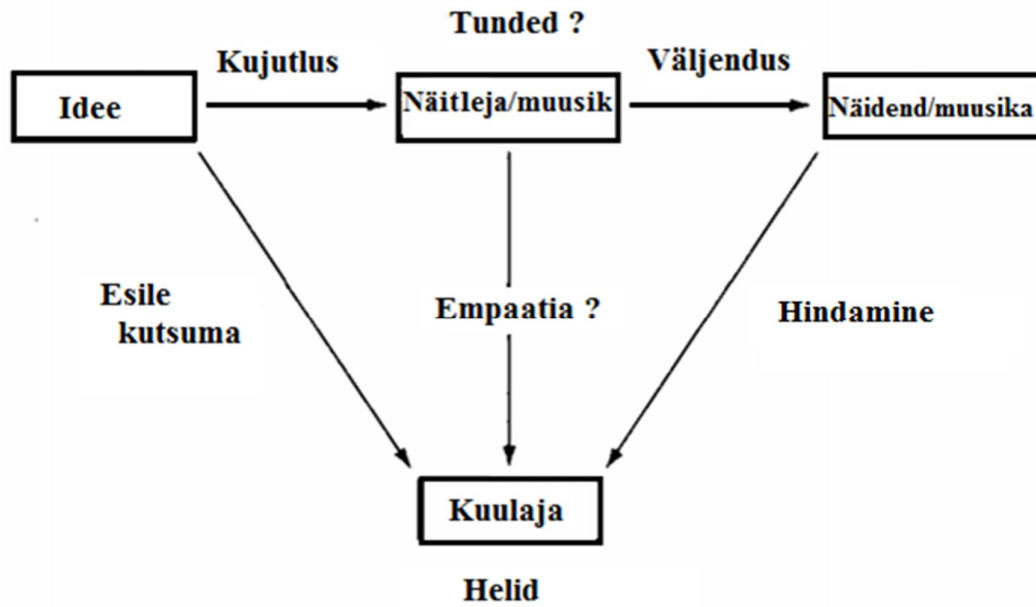 Tunded ?
Kujutlus
Väljendus
Idee
Näitleja/muusik
Näidend/muusika
Esile
kutsuma
Empaatia ?
Hindamine
Kuulaja
Helid